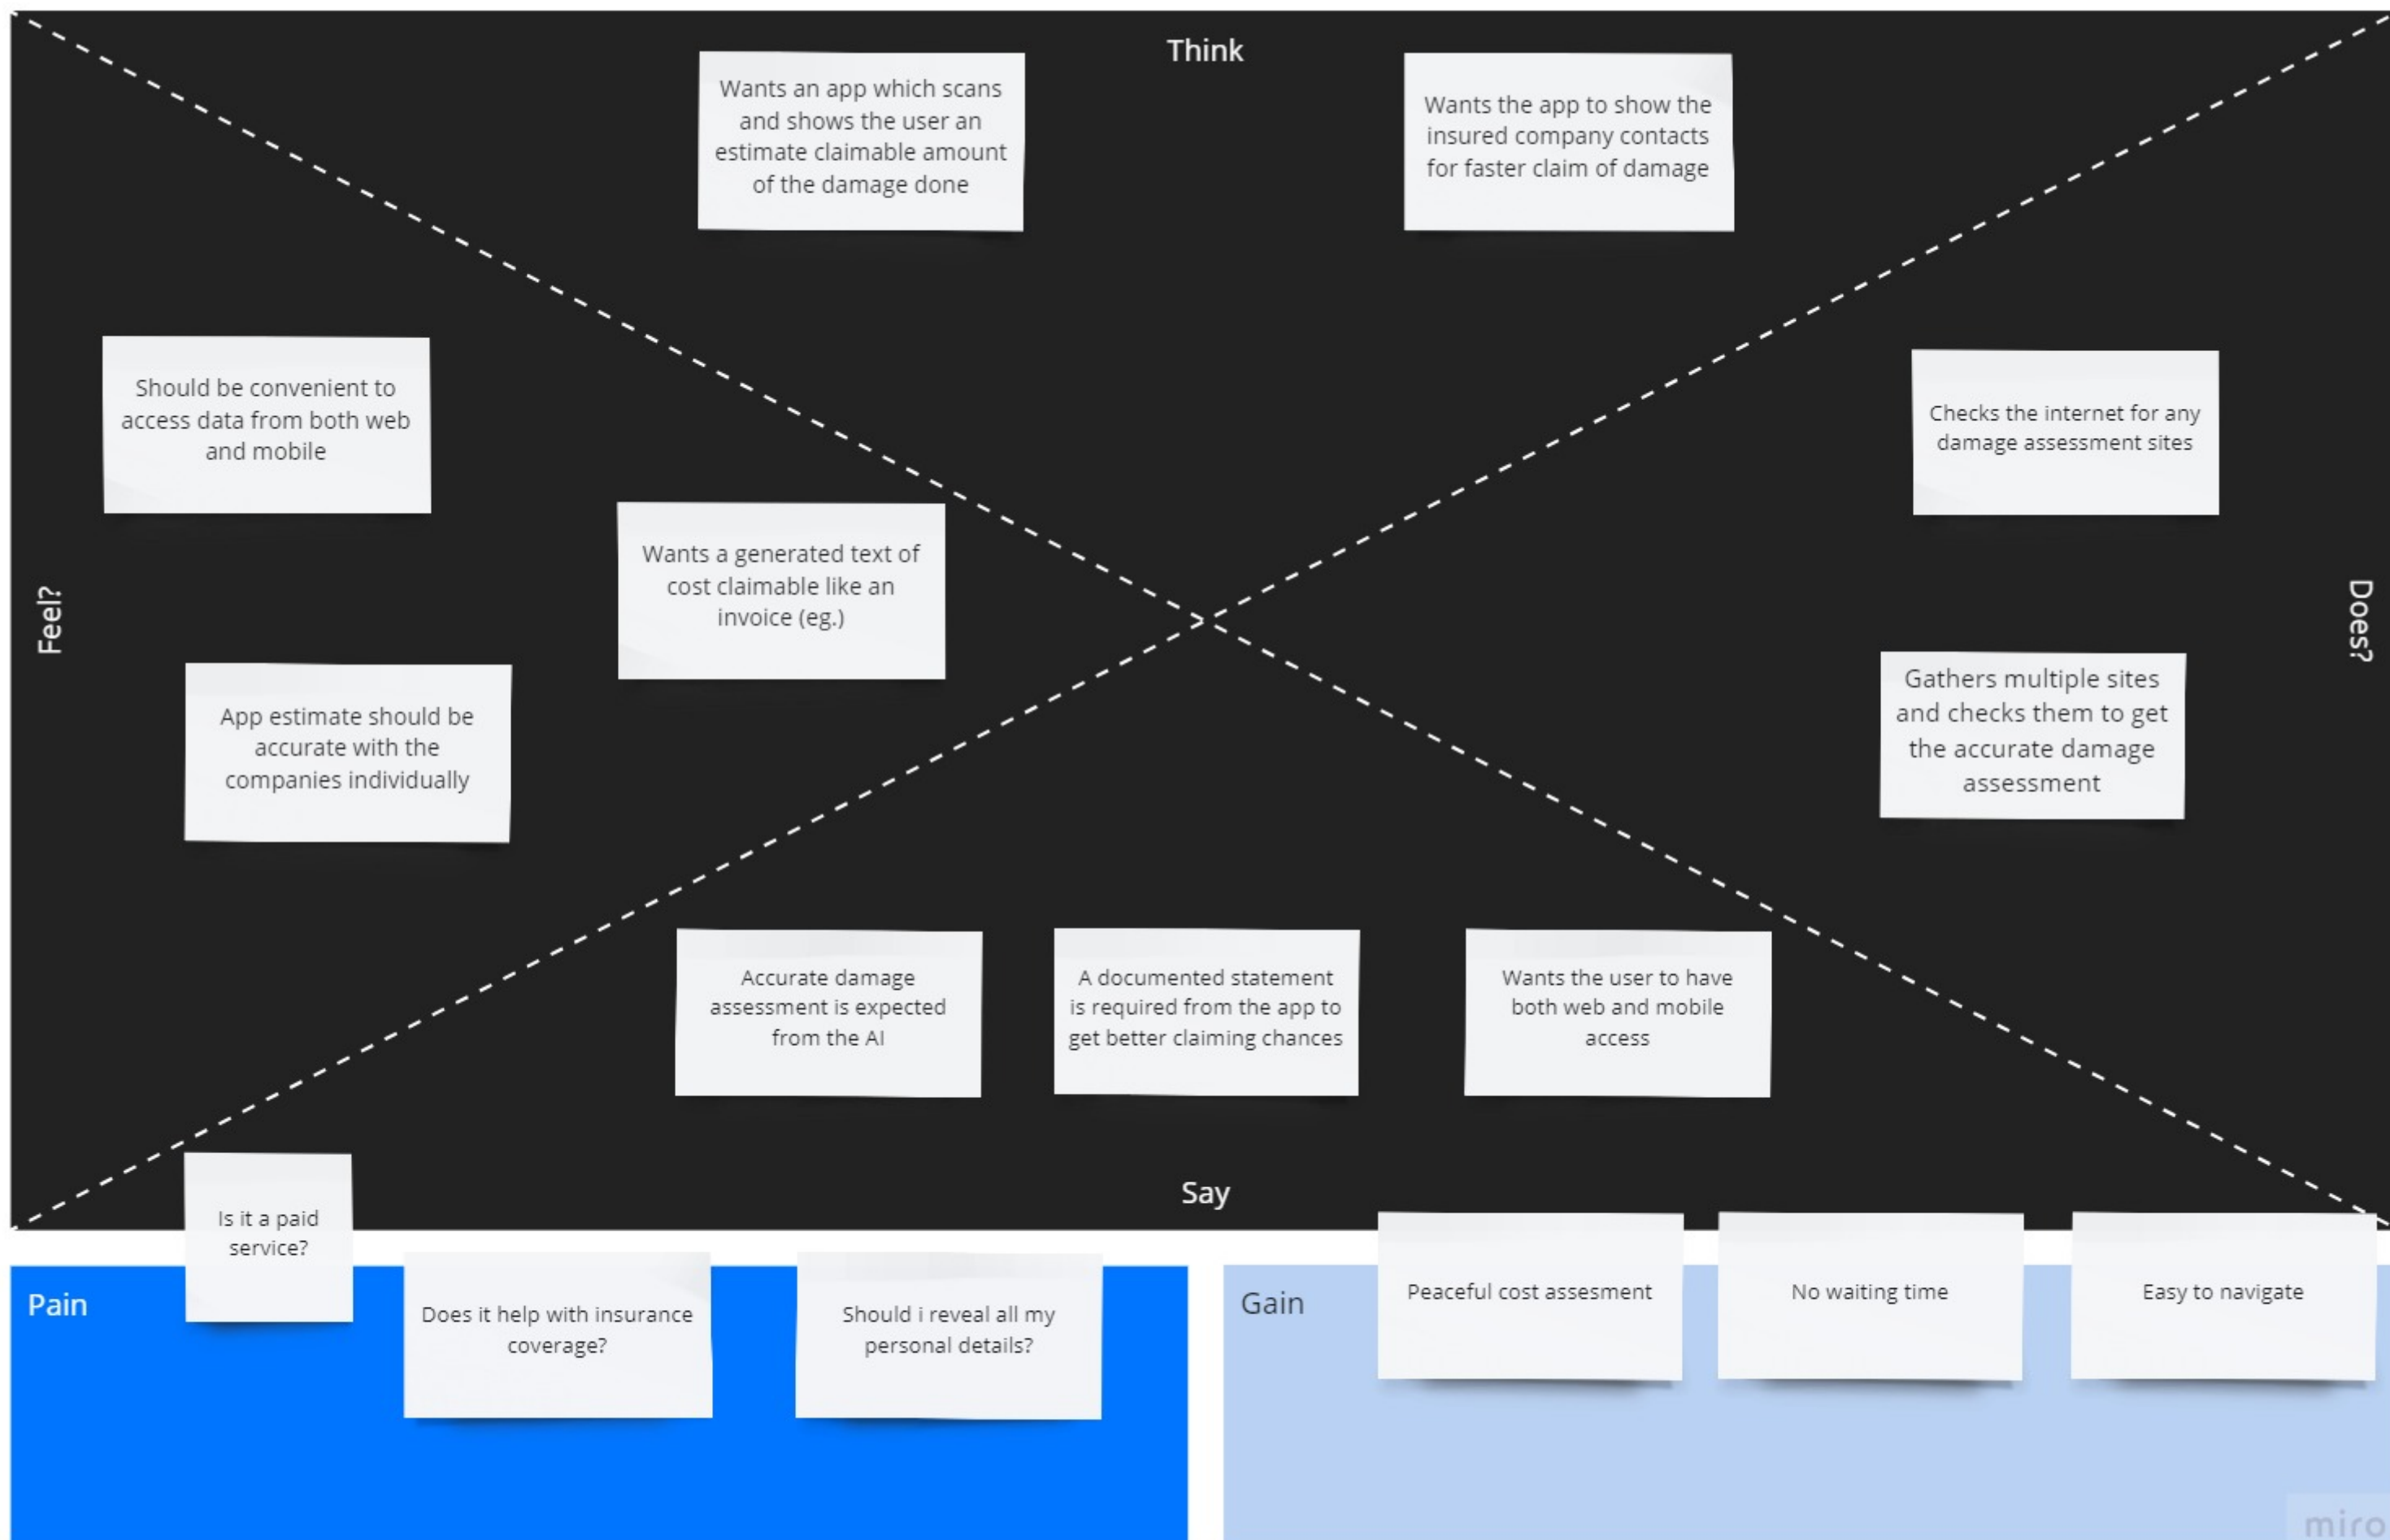 Think
Wants an app which scans
and shows the user an
estimate claimable amount
of the damage done
Wants the app to show the
insured company contacts
for faster claim of damage
Feel?
Should be convenient to
access data from both web
and mobile
Wants a generated text of
cost claimable like an
invoice (eg.)
App estimate should be
accurate with the
companies individually
Does?
Checks the internet for any
damage assessment sites
Gathers multiple sites
and checks them to get
the accurate damage
assessment
Accurate damage
assessment is expected
from the AI
A documented statement
is required from the app to
get better claiming chances
Wants the user to have
both web and mobile
access
Say
Pain
Is it a paid
service?
Does it help with insurance
coverage?
Should i reveal all my
personal details?
Gain
Peaceful cost assesment
No waiting time
Easy to navigate
miro